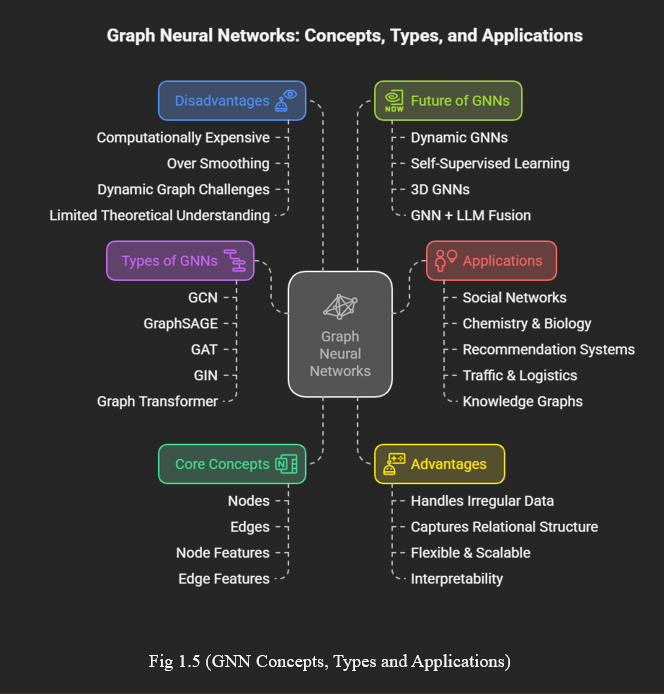 Graph Neural Networks: Concepts, Types, and Applications
Disadvantages
Computationally Expensive
Over Smoothing
Dynamic Graph Challenges
Limited Theoretical Understanding
NOW
Future of GNNs
Dynamic GNNs
Self-Supervised Learning
3D GNNs
GNN + LLM Fusion
Types of GNNs
GCN
GraphSAGE
GAT
GIN
Graph Transformer
Graph
Neural
Networks
Applications
Social Networks
Chemistry & Biology
Recommendation Systems
Traffic & Logistics
Knowledge Graphs
Core Concepts
N
Nodes
Edges
Node Features
Edge Features
Advantages
Handles Irregular Data
Captures Relational Structure
Flexible & Scalable
Interpretability
Fig 1.5 (GNN Concepts, Types and Applications)